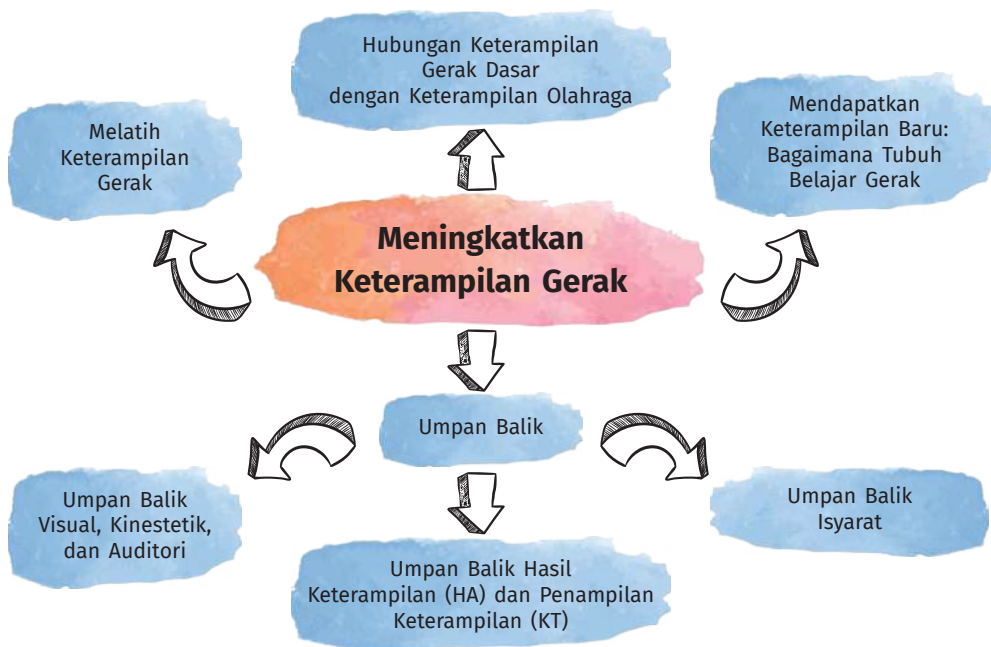 Hubungan Keterampilan
Gerak Dasar
dengan Keterampilan Olahraga
Melatih
Keterampilan
Gerak
Mendapatkan
Keterampilan Baru:
Bagaimana Tubuh
Belajar Gerak
Meningkatkan
Keterampilan Gerak
Umpan Balik
Umpan Balik
Visual, Kinestetik,
dan Auditori
Umpan Balik Hasil
Keterampilan (HA) dan Penampilan
Keterampilan (KT)
Umpan Balik
Isyarat